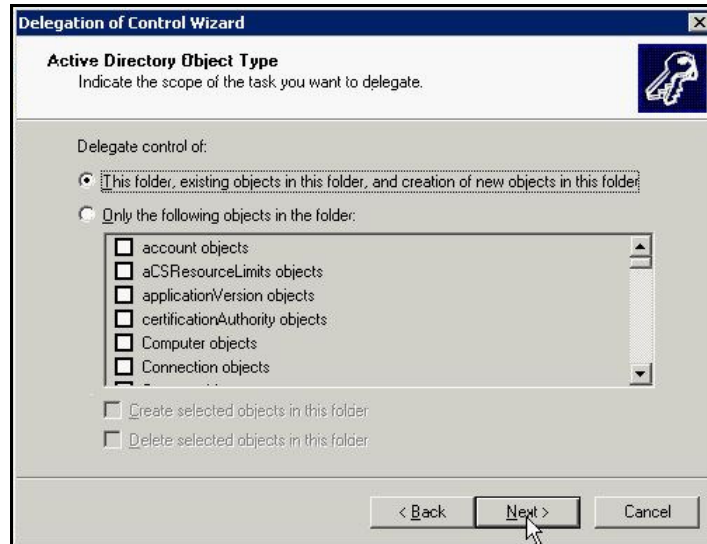 Delegation of Control Wizard
Active Directory Object Type
Indicate the scope of the task you want to delegate.
Delegate control of:
This folder, existing objects in this folder, and creation of new objects in this folder
Only the following objects in the folder:
account objects
aCSResourceLimits objects
applicationVersion objects
certificationAuthority objects
Computer objects
Connection objects
Create selected objects in this folder
Delete selected objects in this folder
< Back Next > Cancel